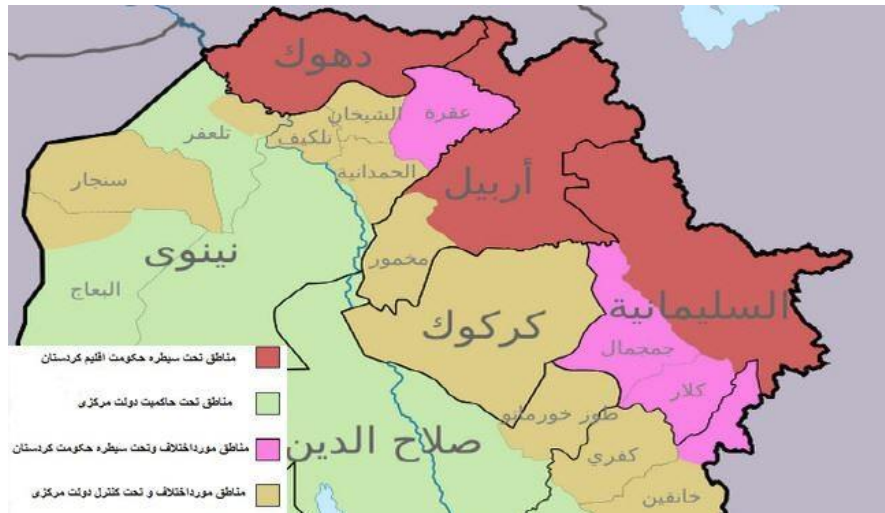 دهوك
عقرة
الشيخان
تلكيف
تلعفر
الحمدانية
سنجار
أربيل
نينوى
مخمور
البعاج
السليمانية
كركوك
جمجمال
كلار
طوز خورماتو
صلاح الدين
كفري
خانقين
مناطق تحت سيطره حكومت اقليم كردستان
مناطق تحت حاكميت دولت مركزى
مناطق مورداختلاف وتحت سيطره حكومت كردستان
مناطق مورداختلاف و تحت كنترل دولت مركزى